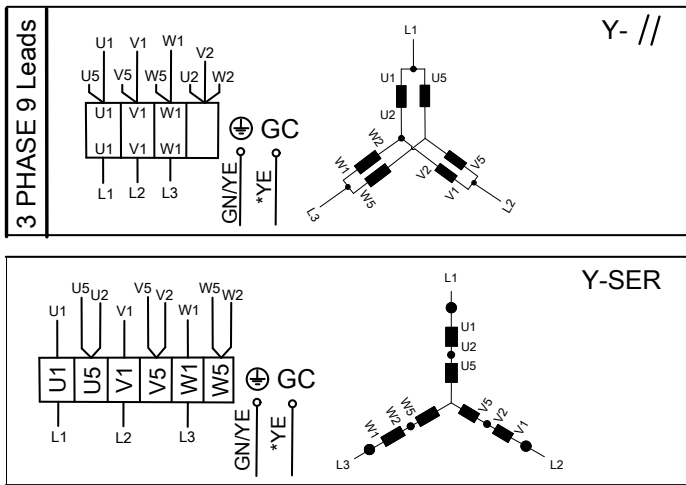 3 PHASE 9 Leads
Y- //
U1 V1 W1 V2
U5 V5 W5 U2 W2
U1 V1 W1
U1 V1 W1
L1 L2 L3
GC
GN/YE
*YE
L1
U1 U5
U2
W2
W1
W5
V5
V2
V1
L3
L2
Y-SER
U5 U2 V5 V2 W5 W2
U1 V1 W1
U1 U5 V1 V5 W1 W5
L1 L2 L3
GC
GN/YE
*YE
L1
U1
U2
U5
W5
W2
W1
V5
V2
V1
L3
L2